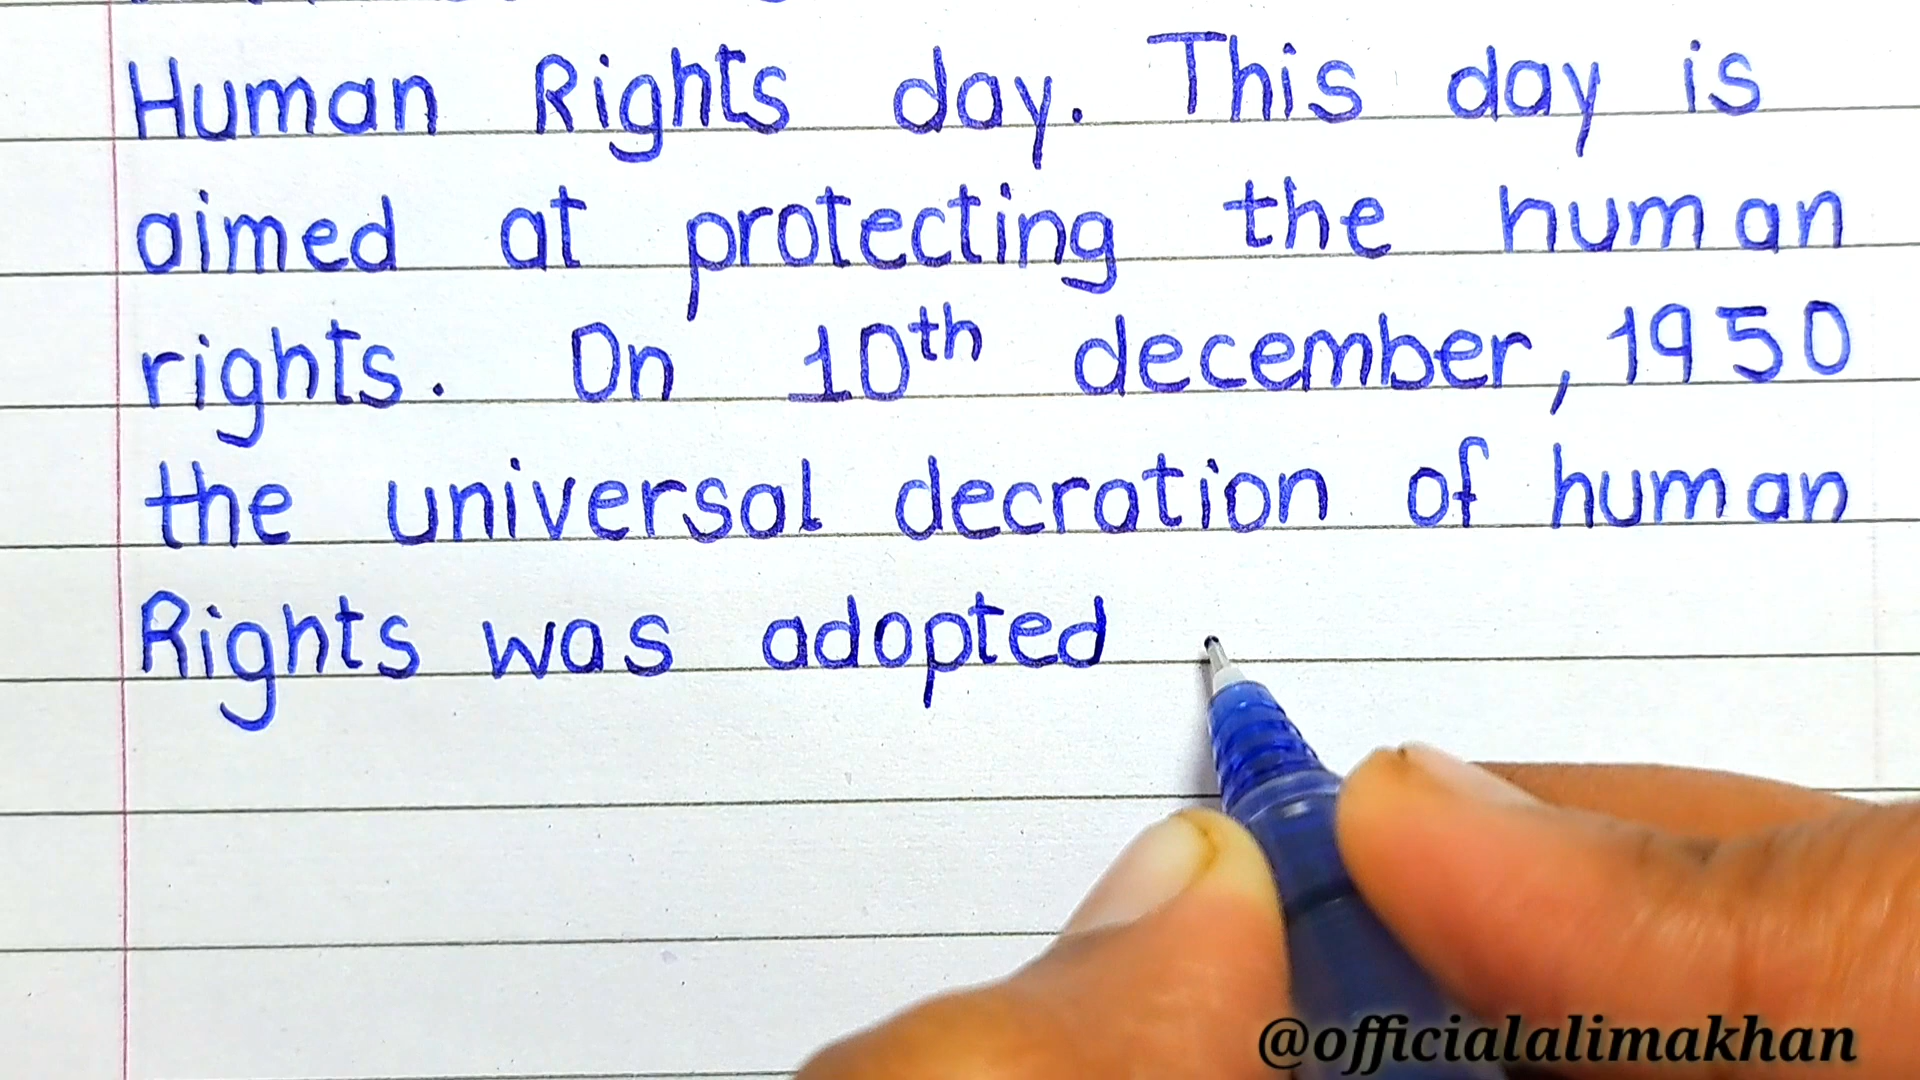 Human Rights day. This day is
aimed at protecting the human
rights. On 10th december, 1950
the universal decration of human
Rights was adopted
@officialalimakhan